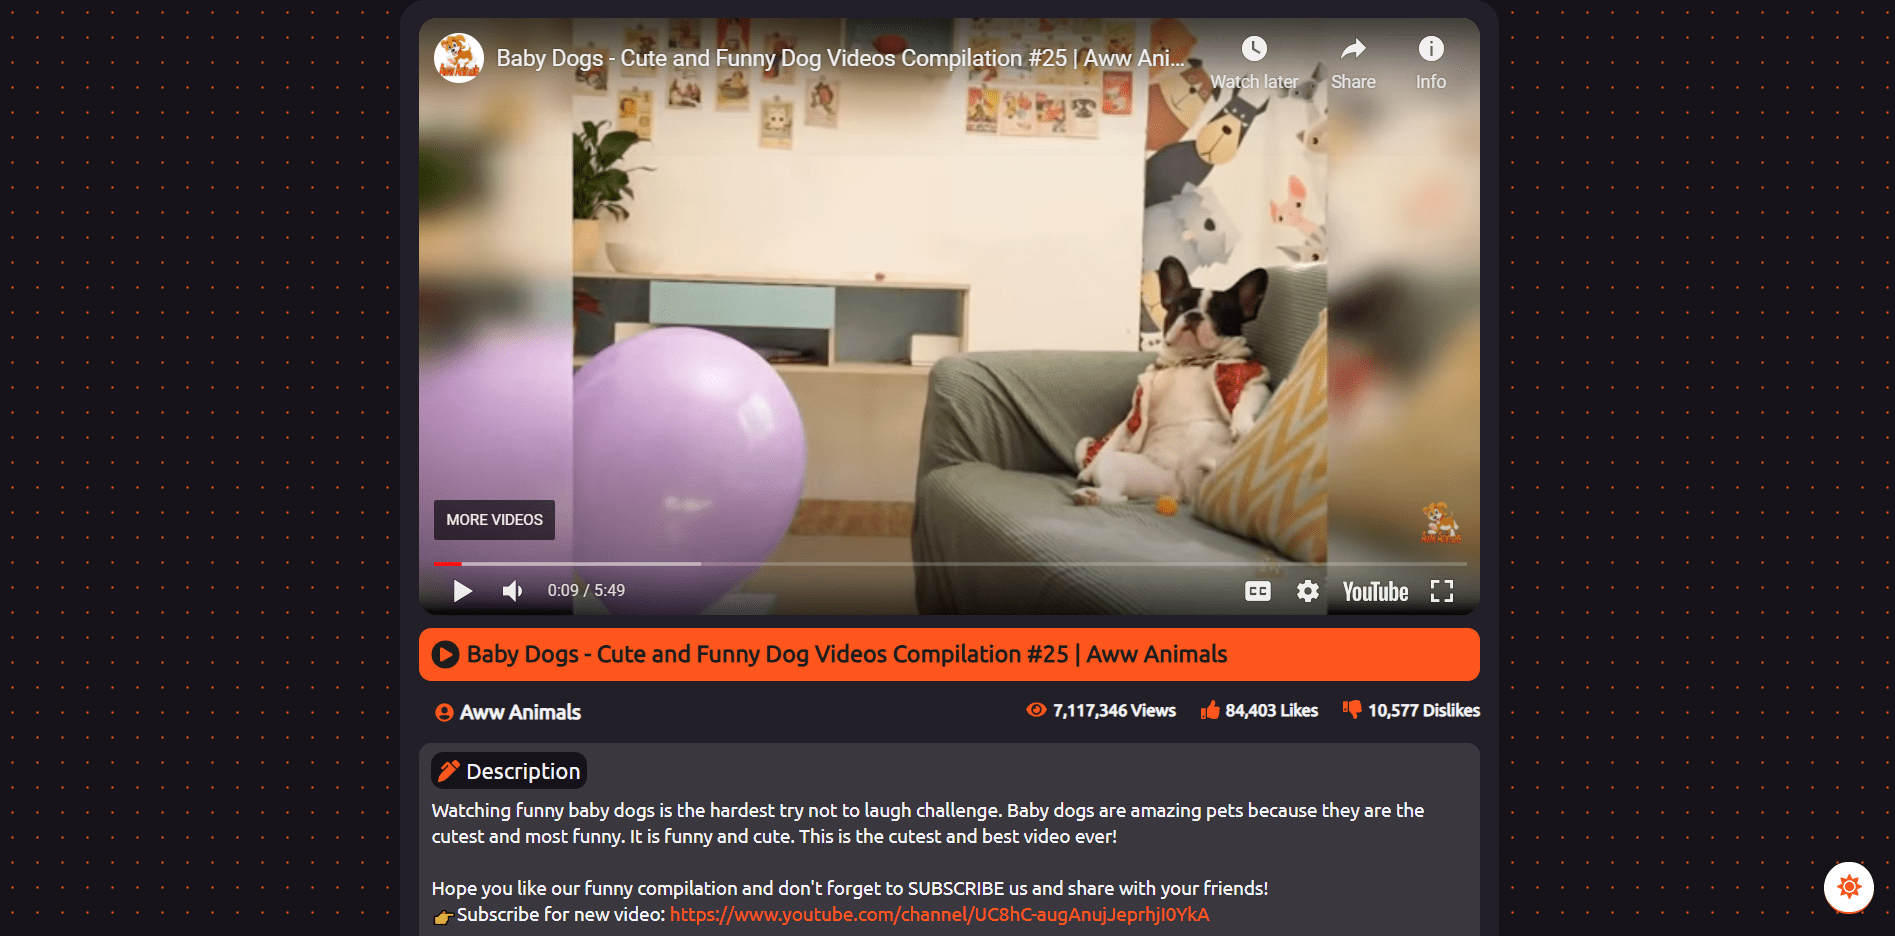 Baby Dogs - Cute and Funny Dog Videos Compilation #25 | Aww Ani...
Watch later
Share
Info
MORE VIDEOS
0:09 / 5:49
CC
YouTube
Baby Dogs - Cute and Funny Dog Videos Compilation #25 | Aww Animals
Aww Animals
7,117,346 Views
84,403 Likes
10,577 Dislikes
Description
Watching funny baby dogs is the hardest try not to laugh challenge. Baby dogs are amazing pets because they are the
cutest and most funny. It is funny and cute. This is the cutest and best video ever!
Hope you like our funny compilation and don't forget to SUBSCRIBE us and share with your friends!
👉Subscribe for new video: https://www.youtube.com/channel/UC8hC-augAnujJeprhjI0YkA